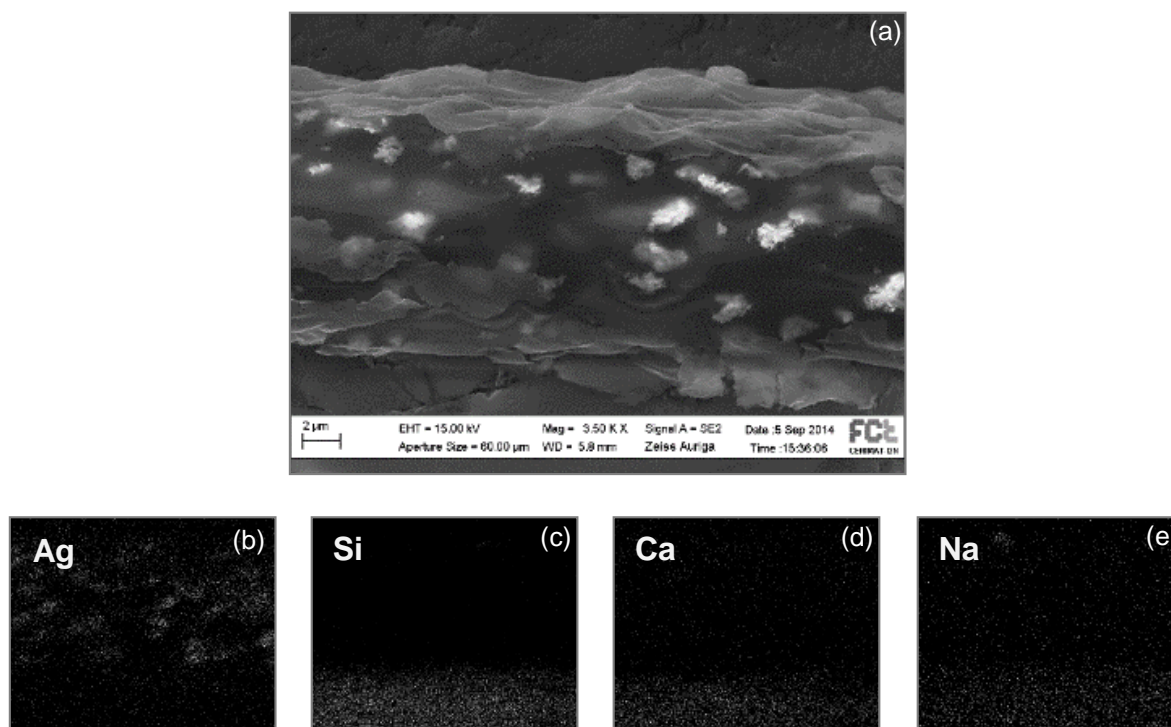 (a)
2 µm
EHT = 15.00 kV Mag = 3.50 K X Signal A = SE2 Date :5 Sep 2014
Aperture Size = 60.00 µm WD = 5.8 mm Zeiss Auriga Time :15:36:06
Ag (b)
Si (c)
Ca (d)
Na (e